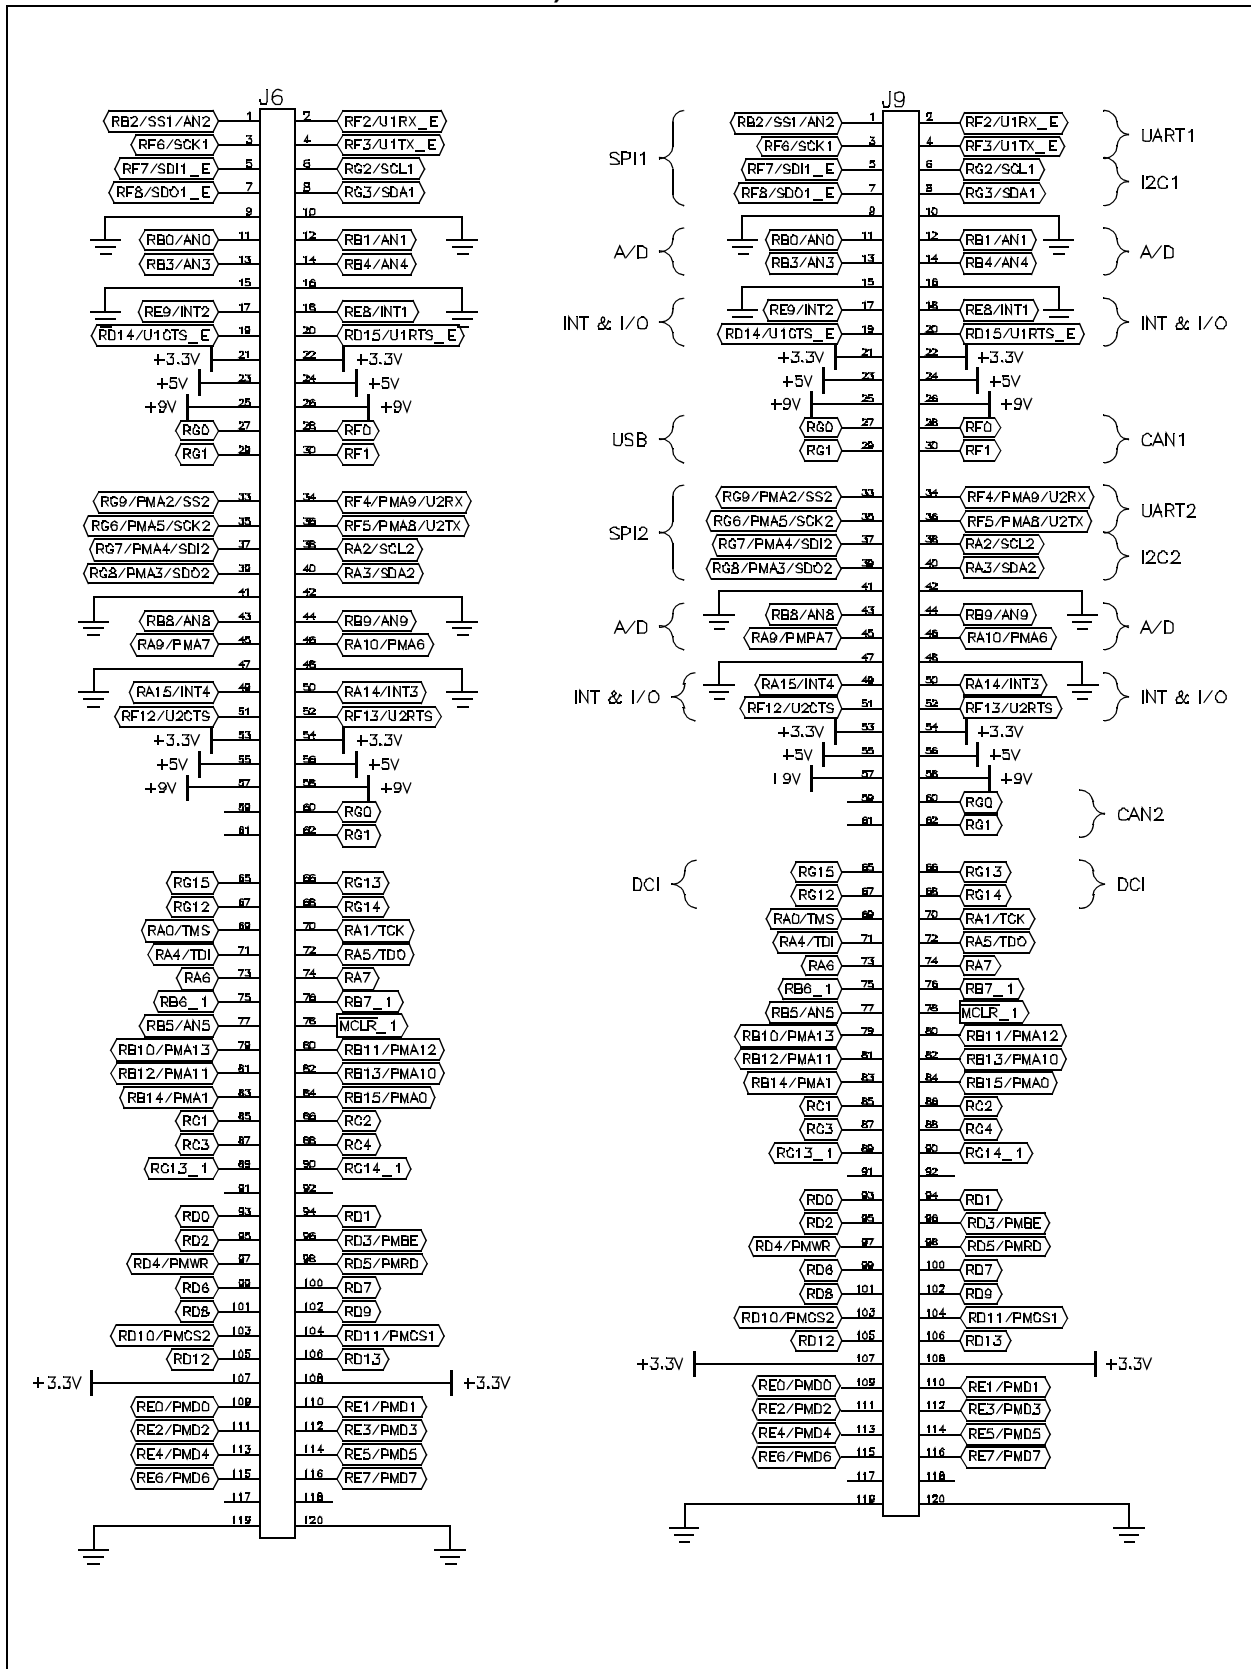 J6
RB2/SS1/AN2 1 2 RF2/U1RX_E
RF6/SCK1 3 4 RF3/U1TX_E
RF7/SDI1_E 5 6 RG2/SCL1
RF8/SDO1_E 7 8 RG3/SDA1
9 10
RB0/AN0 11 12 RB1/AN1
RB3/AN3 13 14 RB4/AN4
15 16
RE9/INT2 17 18 RE8/INT1
RD14/U1CTS_E 19 20 RD15/U1RTS_E
+3.3V 21 22 +3.3V
+5V 23 24 +5V
+9V 25 26 +9V
RG0 27 28 RF0
RG1 29 30 RF1
RG9/PMA2/SS2 33 34 RF4/PMA9/U2RX
RG6/PMA5/SCK2 35 36 RF5/PMA8/U2TX
RG7/PMA4/SDI2 37 38 RA2/SCL2
RG8/PMA3/SDO2 39 40 RA3/SDA2
41 42
RB8/AN8 43 44 RB9/AN9
RA9/PMA7 45 46 RA10/PMA6
47 48
RA15/INT4 49 50 RA14/INT3
RF12/U2CTS 51 52 RF13/U2RTS
+3.3V 53 54 +3.3V
+5V 55 56 +5V
+9V 57 58 +9V
59 60 RG0
61 62 RG1
RG15 65 66 RG13
RG12 67 68 RG14
RA0/TMS 69 70 RA1/TCK
RA4/TDI 71 72 RA5/TDO
RA6 73 74 RA7
RB6_1 75 76 RB7_1
RB5/AN5 77 78 MCLR_1
RB10/PMA13 79 80 RB11/PMA12
RB12/PMA11 81 82 RB13/PMA10
RB14/PMA1 83 84 RB15/PMA0
RC1 85 86 RC2
RC3 87 88 RC4
RC13_1 89 90 RC14_1
91 92
RD0 93 94 RD1
RD2 95 96 RD3/PMBE
RD4/PMWR 97 98 RD5/PMRD
RD6 99 100 RD7
RD8 101 102 RD9
RD10/PMCS2 103 104 RD11/PMCS1
RD12 105 106 RD13
+3.3V 107 108 +3.3V
RE0/PMD0 109 110 RE1/PMD1
RE2/PMD2 111 112 RE3/PMD3
RE4/PMD4 113 114 RE5/PMD5
RE6/PMD6 115 116 RE7/PMD7
117 118
119 120
J9
RB2/SS1/AN2 1 2 RF2/U1RX_E
UART1
RF6/SCK1 3 4 RF3/U1TX_E
SPI1
RF7/SDI1_E 5 6 RG2/SCL1
I2C1
RF8/SDO1_E 7 8 RG3/SDA1
9 10
RB0/AN0 11 12 RB1/AN1
A/D A/D
RB3/AN3 13 14 RB4/AN4
15 16
RE9/INT2 17 18 RE8/INT1
INT & I/O INT & I/O
RD14/U1CTS_E 19 20 RD15/U1RTS_E
+3.3V 21 22 +3.3V
+5V 23 24 +5V
+9V 25 26 +9V
RG0 27 28 RF0
USB CAN1
RG1 29 30 RF1
RG9/PMA2/SS2 33 34 RF4/PMA9/U2RX
UART2
RG6/PMA5/SCK2 35 36 RF5/PMA8/U2TX
SPI2
RG7/PMA4/SDI2 37 38 RA2/SCL2
I2C2
RG8/PMA3/SDO2 39 40 RA3/SDA2
41 42
RB8/AN8 43 44 RB9/AN9
A/D A/D
RA9/PMPA7 45 46 RA10/PMA6
47 48
RA15/INT4 49 50 RA14/INT3
INT & I/O INT & I/O
RF12/U2CTS 51 52 RF13/U2RTS
+3.3V 53 54 +3.3V
+5V 55 56 +5V
19V 57 58 +9V
59 60 RG0
CAN2
61 62 RG1
RG15 65 66 RG13
DCI DCI
RG12 67 68 RG14
RA0/TMS 69 70 RA1/TCK
RA4/TDI 71 72 RA5/TDO
RA6 73 74 RA7
RB6_1 75 76 RB7_1
RB5/AN5 77 78 MCLR_1
RB10/PMA13 79 80 RB11/PMA12
RB12/PMA11 81 82 RB13/PMA10
RB14/PMA1 83 84 RB15/PMA0
RC1 85 86 RC2
RC3 87 88 RC4
RC13_1 89 90 RC14_1
91 92
RD0 93 94 RD1
RD2 95 96 RD3/PMBE
RD4/PMWR 97 98 RD5/PMRD
RD6 99 100 RD7
RD8 101 102 RD9
RD10/PMCS2 103 104 RD11/PMCS1
RD12 105 106 RD13
+3.3V 107 108 +3.3V
RE0/PMD0 109 110 RE1/PMD1
RE2/PMD2 111 112 RE3/PMD3
RE4/PMD4 113 114 RE5/PMD5
RE6/PMD6 115 116 RE7/PMD7
117 118
119 120